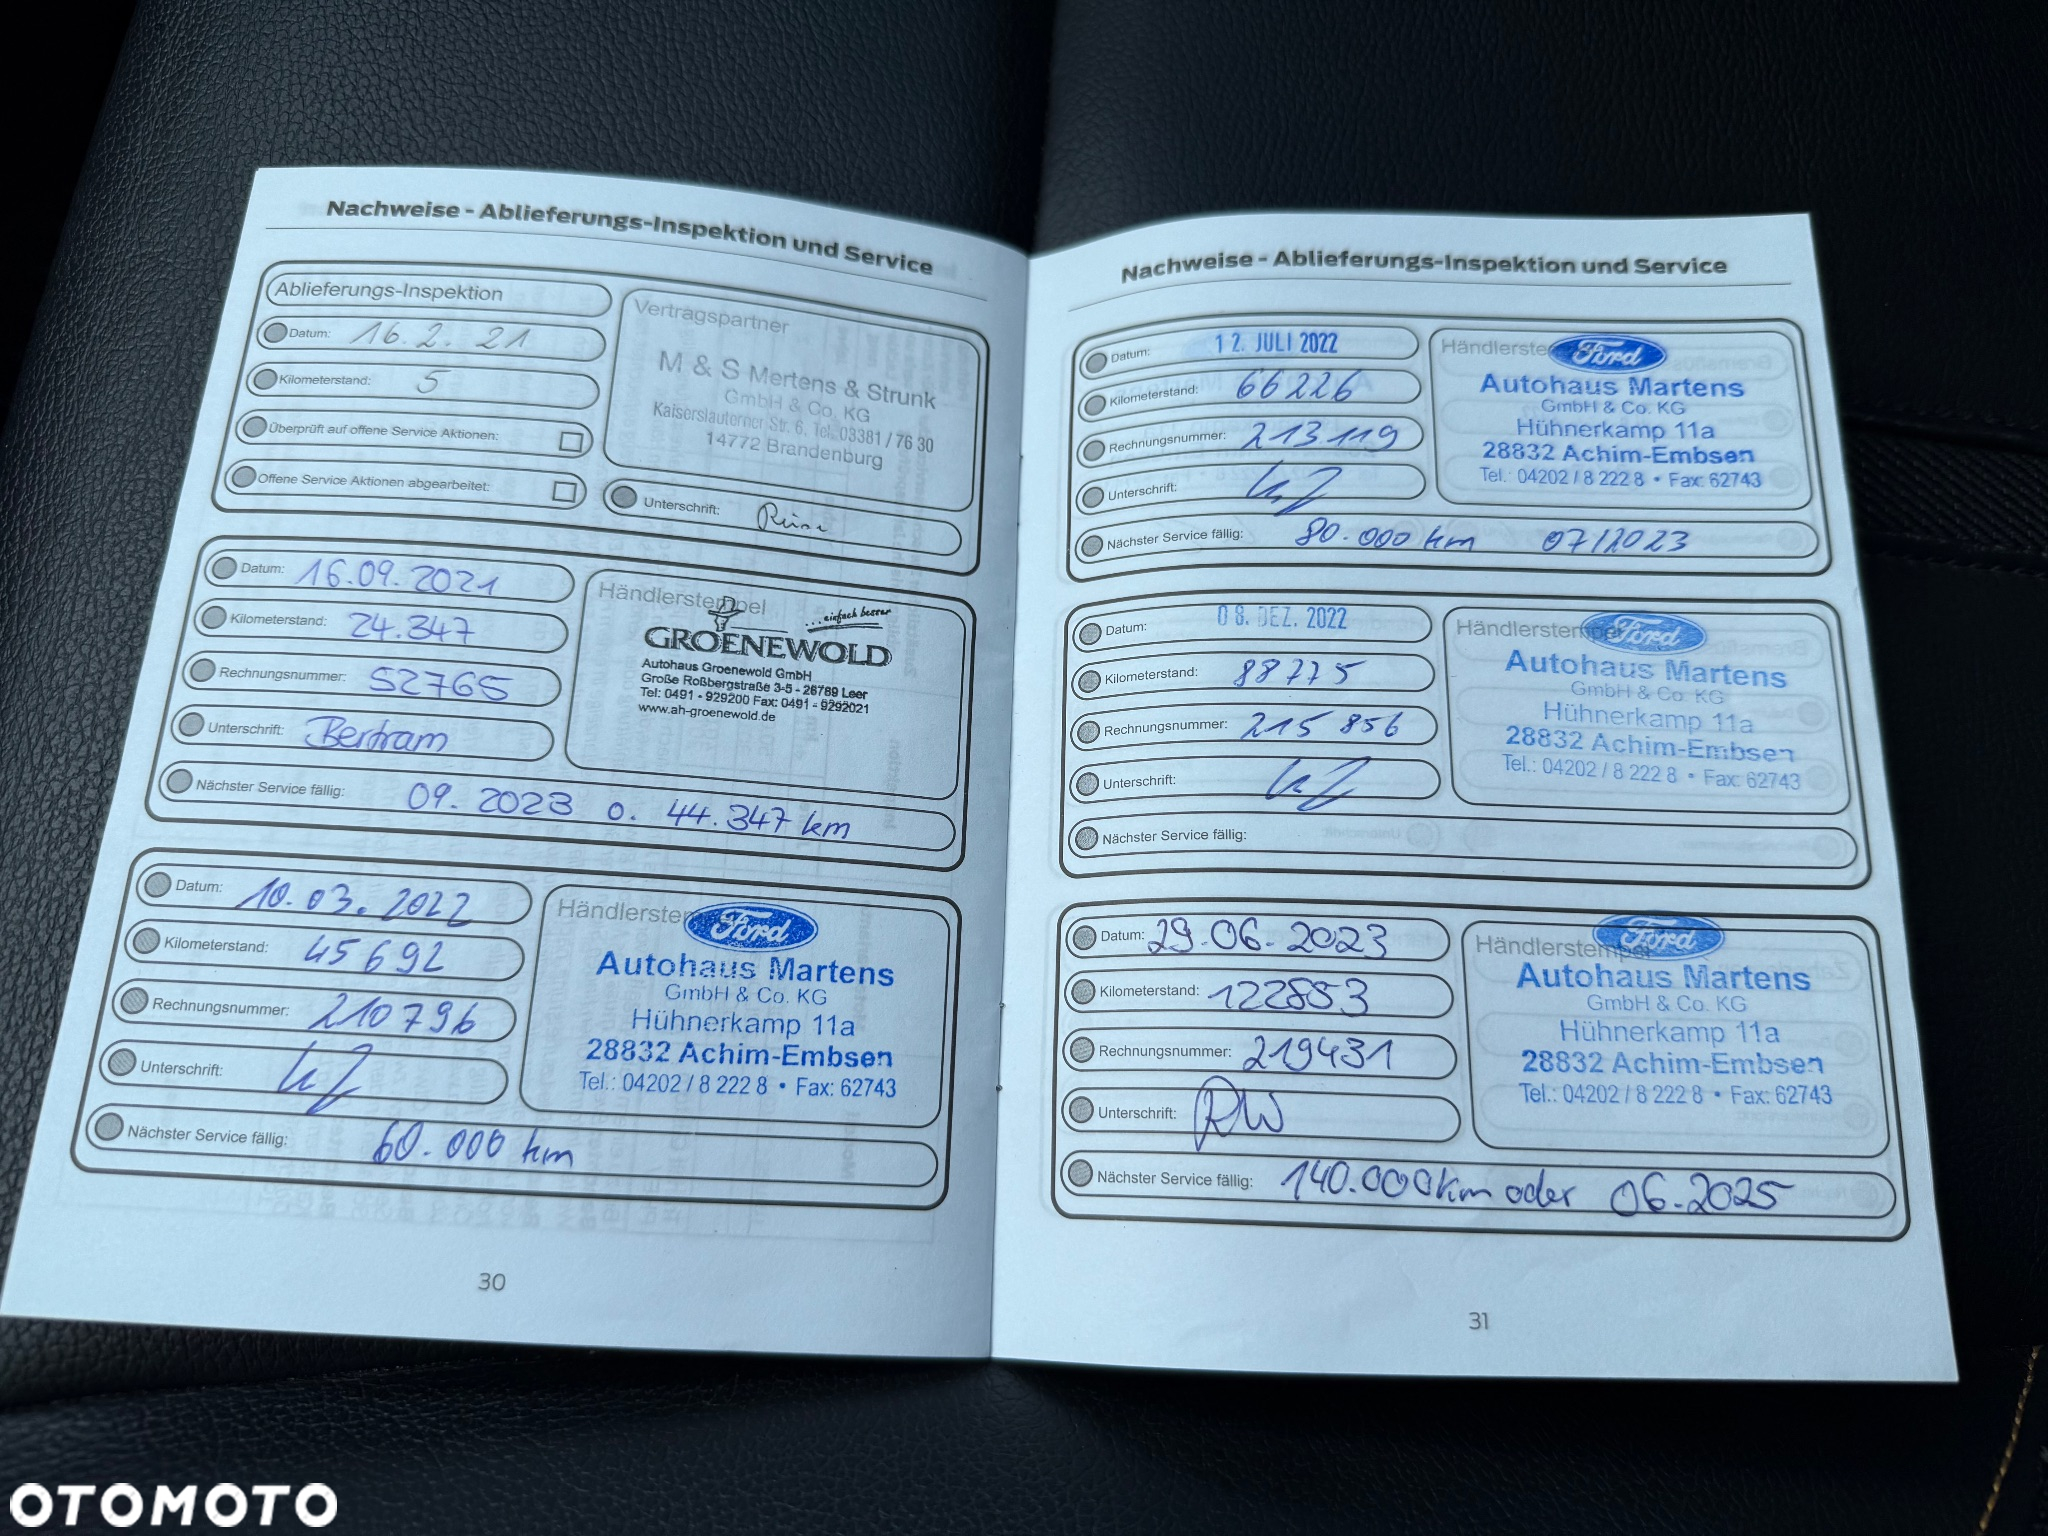 Nachweise - Ablieferungs-Inspektion und Service
Ablieferungs-Inspektion
Datum: 16.2.21
Kilometerstand: 5
Überprüft auf offene Service Aktionen:
Offene Service Aktionen abgearbeitet:
Vertragspartner
M & S Mertens & Strunk
GmbH & Co. KG
Kaiserslauterner Str. 6, Tel. 03381 / 76 30
14772 Brandenburg
Unterschrift:
Datum: 16.09.2021
Kilometerstand: 24.347
Rechnungsnummer: 52765
Unterschrift: Bertram
Händlerstempel
...einfach besser
GROENEWOLD
Autohaus Groenewold GmbH
Große Roßbergstraße 3-5 - 26789 Leer
Tel: 0491 - 929200 Fax: 0491 - 9292021
www.ah-groenewold.de
Nächster Service fällig: 09.2023 o. 44.347 km
Datum: 10.03.2022
Kilometerstand: 45692
Rechnungsnummer: 210796
Unterschrift:
Händlerstem
Ford
Autohaus Martens
GmbH & Co. KG
Hühnerkamp 11a
28832 Achim-Embsen
Tel.: 04202 / 8 222 8 • Fax: 62743
Nächster Service fällig: 60.000 km
30
Nachweise - Ablieferungs-Inspektion und Service
Datum: 12. JULI 2022
Kilometerstand: 66226
Rechnungsnummer: 213119
Unterschrift:
Händlerste
Ford
Autohaus Martens
GmbH & Co. KG
Hühnerkamp 11a
28832 Achim-Embsen
Tel.: 04202 / 8 222 8 • Fax: 62743
Nächster Service fällig: 80.000 km 07/2023
Datum: 08. DEZ. 2022
Kilometerstand: 88775
Rechnungsnummer: 215 856
Unterschrift:
Händlerstempel
Ford
Autohaus Martens
GmbH & Co. KG
Hühnerkamp 11a
28832 Achim-Embsen
Tel.: 04202 / 8 222 8 • Fax: 62743
Nächster Service fällig:
Datum: 29.06.2023
Kilometerstand: 122853
Rechnungsnummer: 219431
Unterschrift: RW
Händlerstempel
Ford
Autohaus Martens
GmbH & Co. KG
Hühnerkamp 11a
28832 Achim-Embsen
Tel.: 04202 / 8 222 8 • Fax: 62743
Nächster Service fällig: 140.000km oder 06.2025
31
OTOMOTO